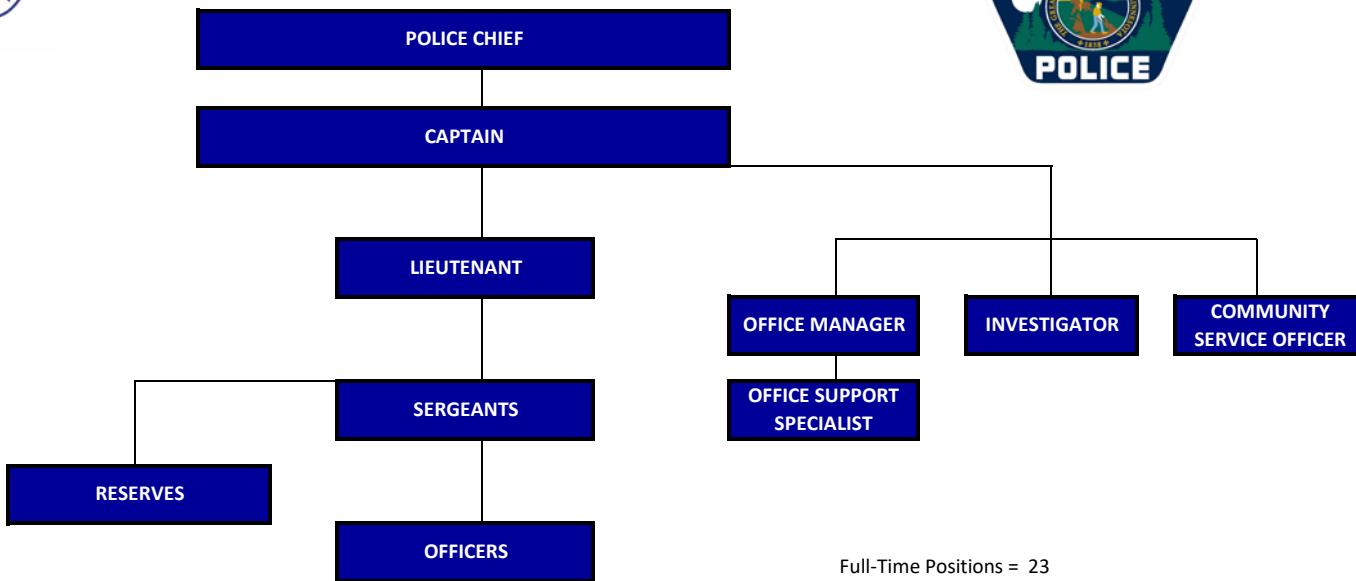 POLICE CHIEF
POLICE
CAPTAIN
LIEUTENANT
OFFICE MANAGER
INVESTIGATOR
COMMUNITY
SERVICE OFFICER
SERGEANTS
OFFICE SUPPORT
SPECIALIST
RESERVES
OFFICERS
Full-Time Positions = 23